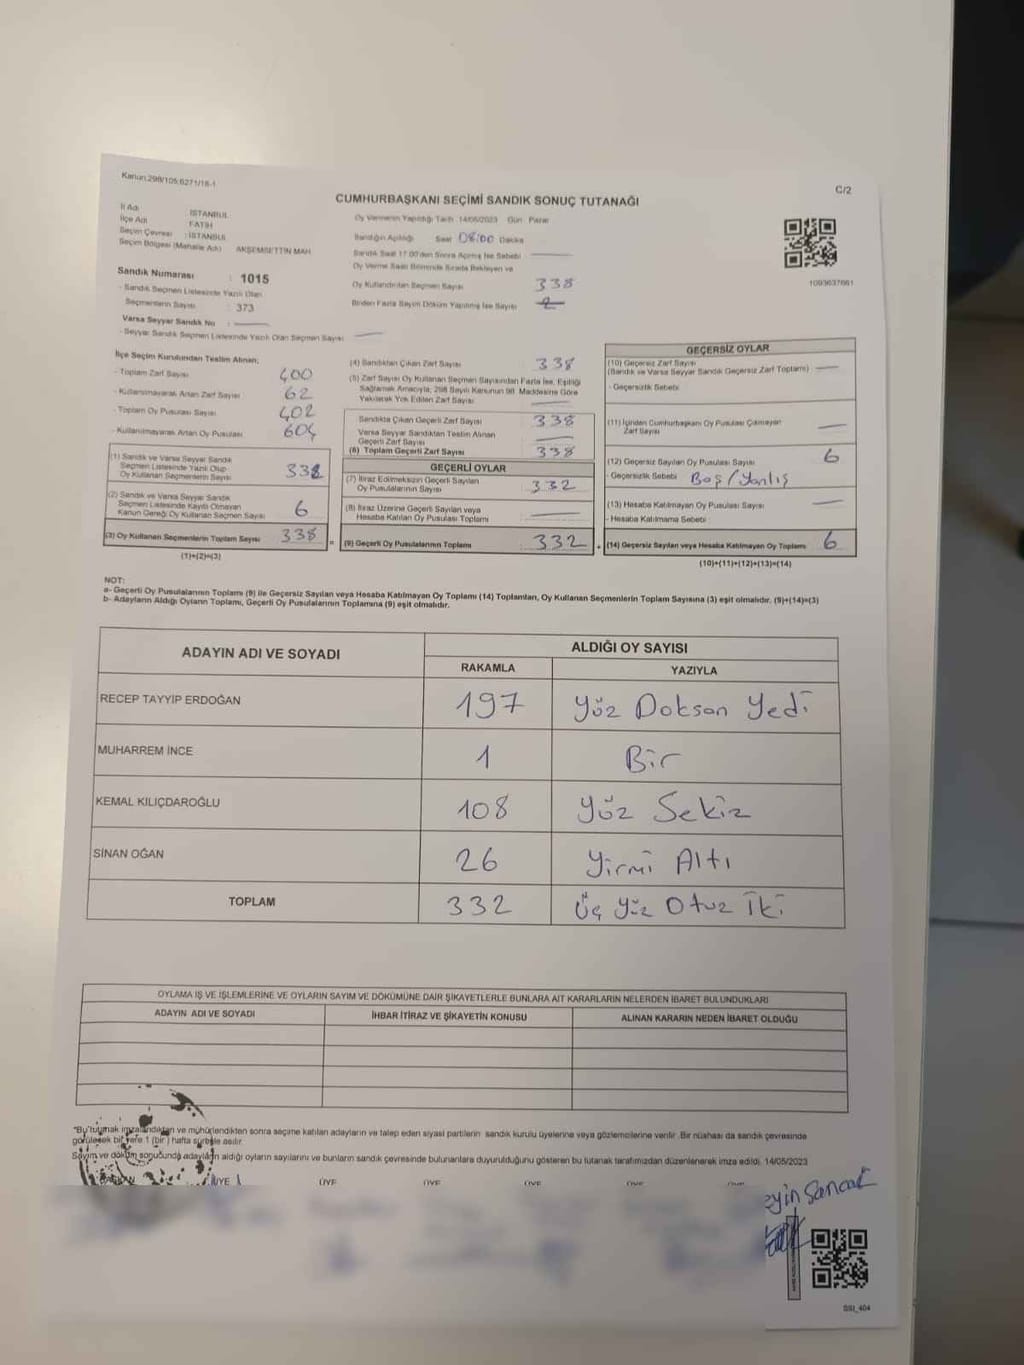 Kanun:298/105;6271/16-1
C/2
CUMHURBAŞKANI SEÇİMİ SANDIK SONUÇ TUTANAĞI
İl Adı : İSTANBUL
İlçe Adı FATİH
Seçim Çevresi : İSTANBUL
Seçim Bölgesi (Mahalle Adı) AKŞEMSETTİN MAH
Sandık Numarası : 1015
- Sandık Seçmen Listesinde Yazılı Olan
Seçmenlerin Sayısı : 373
Varsa Seyyar Sandık No :
- Seyyar Sandık Seçmen Listesinde Yazılı Olan Seçmen Sayısı
Oy Vermenin Yapıldığı Tarih 14/05/2023 Gün Pazar
Sandığın Açıldığı Saat 08:00 Dakika
Sandık Saat 17.00'den Sonra Açılmış İse Sebebi
Oy Verme Saati Bitiminde Sırada Bekleyen ve
Oy Kullandırılan Seçmen Sayısı 338
Birden Fazla Sayım Döküm Yapılmış İse Sayısı
1093637661
İlçe Seçim Kurulundan Teslim Alınan;
- Toplam Zarf Sayısı 400
- Kullanılmayarak Artan Zarf Sayısı 62
- Toplam Oy Pusulası Sayısı 402
- Kullanılmayarak Artan Oy Pusulası
(1) Sandık ve Varsa Seyyar Sandık
Seçmen Listesinde Yazılı Olup
Oy Kullanan Seçmenlerin Sayısı
(2) Sandık ve Varsa Seyyar Sandık
Seçmen Listesinde Kayıtlı Olmayan
Kanun Gereği Oy Kullanan Seçmen Sayısı 6
(3) Oy Kullanan Seçmenlerin Toplam Sayısı 338
(1)+(2)=(3)
(4) Sandıktan Çıkan Zarf Sayısı 338
(5) Zarf Sayısı Oy Kullanan Seçmen Sayısından Fazla İse, Eşitliği
Sağlamak Amacıyla, 298 Sayılı Kanunun 98. Maddesine Göre
Yakılarak Yok Edilen Zarf Sayısı
Sandıkta Çıkan Geçerli Zarf Sayısı 338
Varsa Seyyar Sandıktan Teslim Alınan
Geçerli Zarf Sayısı
(6) Toplam Geçerli Zarf Sayısı 338
GEÇERLİ OYLAR
(7) İtiraz Edilmeksizin Geçerli Sayılan
Oy Pusulalarının Sayısı 332
(8) İtiraz Üzerine Geçerli Sayılan veya
Hesaba Katılan Oy Pusulası Toplamı
= (9) Geçerli Oy Pusulalarının Toplamı 332
GEÇERSİZ OYLAR
(10) Geçersiz Zarf Sayısı
(Sandık ve Varsa Seyyar Sandık Geçersiz Zarf Toplamı)
- Geçersizlik Sebebi
(11) İçinden Cumhurbaşkanı Oy Pusulası Çıkmayan
Zarf Sayısı
(12) Geçersiz Sayılan Oy Pusulası Sayısı 6
- Geçersizlik Sebebi Boş/Yanlış
(13) Hesaba Katılmayan Oy Pusulası Sayısı
- Hesaba Katılmama Sebebi
+ (14) Geçersiz Sayılan veya Hesaba Katılmayan Oy Toplamı 6
(10)+(11)+(12)+(13)=(14)
NOT:
a- Geçerli Oy Pusulalarının Toplamı (9) ile Geçersiz Sayılan veya Hesaba Katılmayan Oy Toplamı (14) Toplamları, Oy Kullanan Seçmenlerin Toplam Sayısına (3) eşit olmalıdır. (9)+(14)=(3)
b- Adayların Aldığı Oyların Toplamı, Geçerli Oy Pusulalarının Toplamına (9) eşit olmalıdır.
ADAYIN ADI VE SOYADI
ALDIĞI OY SAYISI
RAKAMLA YAZIYLA
RECEP TAYYİP ERDOĞAN 197 Yüz Doksan Yedi
MUHARREM İNCE 1 Bir
KEMAL KILIÇDAROĞLU 108 Yüz Sekiz
SİNAN OĞAN 26 Yirmi Altı
TOPLAM 332 Üç Yüz Otuz İki
OYLAMA İŞ VE İŞLEMLERİNE VE OYLARIN SAYIM VE DÖKÜMÜNE DAİR ŞİKAYETLERLE BUNLARA AİT KARARLARIN NELERDEN İBARET BULUNDUKLARI
ADAYIN ADI VE SOYADI İHBAR İTİRAZ VE ŞİKAYETİN KONUSU ALINAN KARARIN NEDEN İBARET OLDUĞU
"Bu tutanak imzalandıktan ve mühürlendikten sonra seçime katılan adayların ve talep eden siyasi partilerin sandık kurulu üyelerine veya gözlemcilerine verilir. Bir nüshası da sandık çevresinde
görülecek bir yere 1 (bir) hafta süreyle asılır.
Sayım ve döküm sonucunda adayların aldığı oyların sayılarını ve bunların sandık çevresinde bulunanlara duyurulduğunu gösteren bu tutanak tarafımızdan düzenlenerek imza edildi. 14/05/2023
BAŞKAN ÜYE ÜYE ÜYE ÜYE ÜYE
eyin Sancak
SSI_404